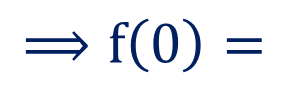 ⟹ f(0) =